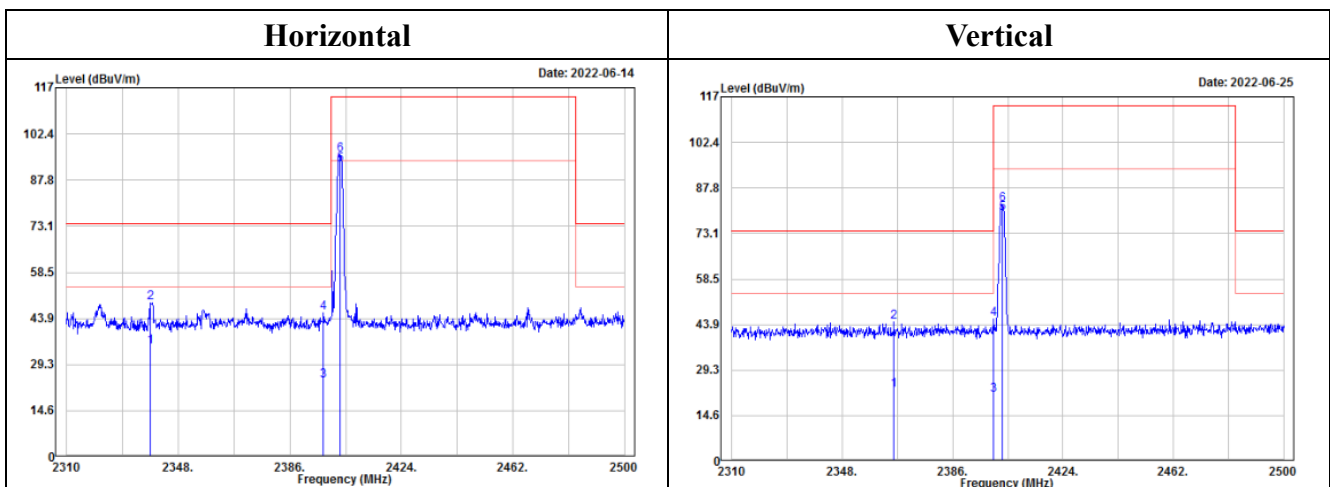 Horizontal
Vertical
117 Level (dBuV/m)
Date: 2022-06-14
102.4
87.8
73.1
58.5
43.9
29.3
14.6
0
6
2
4
1
3
2310 2348. 2386. 2424. 2462. 2500
Frequency (MHz)
117 Level (dBuV/m)
Date: 2022-06-25
102.4
87.8
73.1
58.5
43.9
29.3
14.6
0
6
2
4
1
3
2310 2348. 2386. 2424. 2462. 2500
Frequency (MHz)